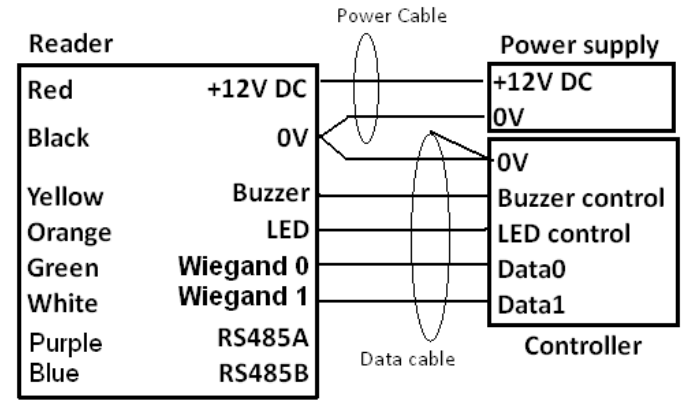 Power Cable
Reader
Power supply
Red +12V DC
+12V DC
0V
Black 0V
0V
Yellow Buzzer
Buzzer control
Orange LED
LED control
Green Wiegand 0
Data0
White Wiegand 1
Data1
Purple RS485A
Controller
Data cable
Blue RS485B